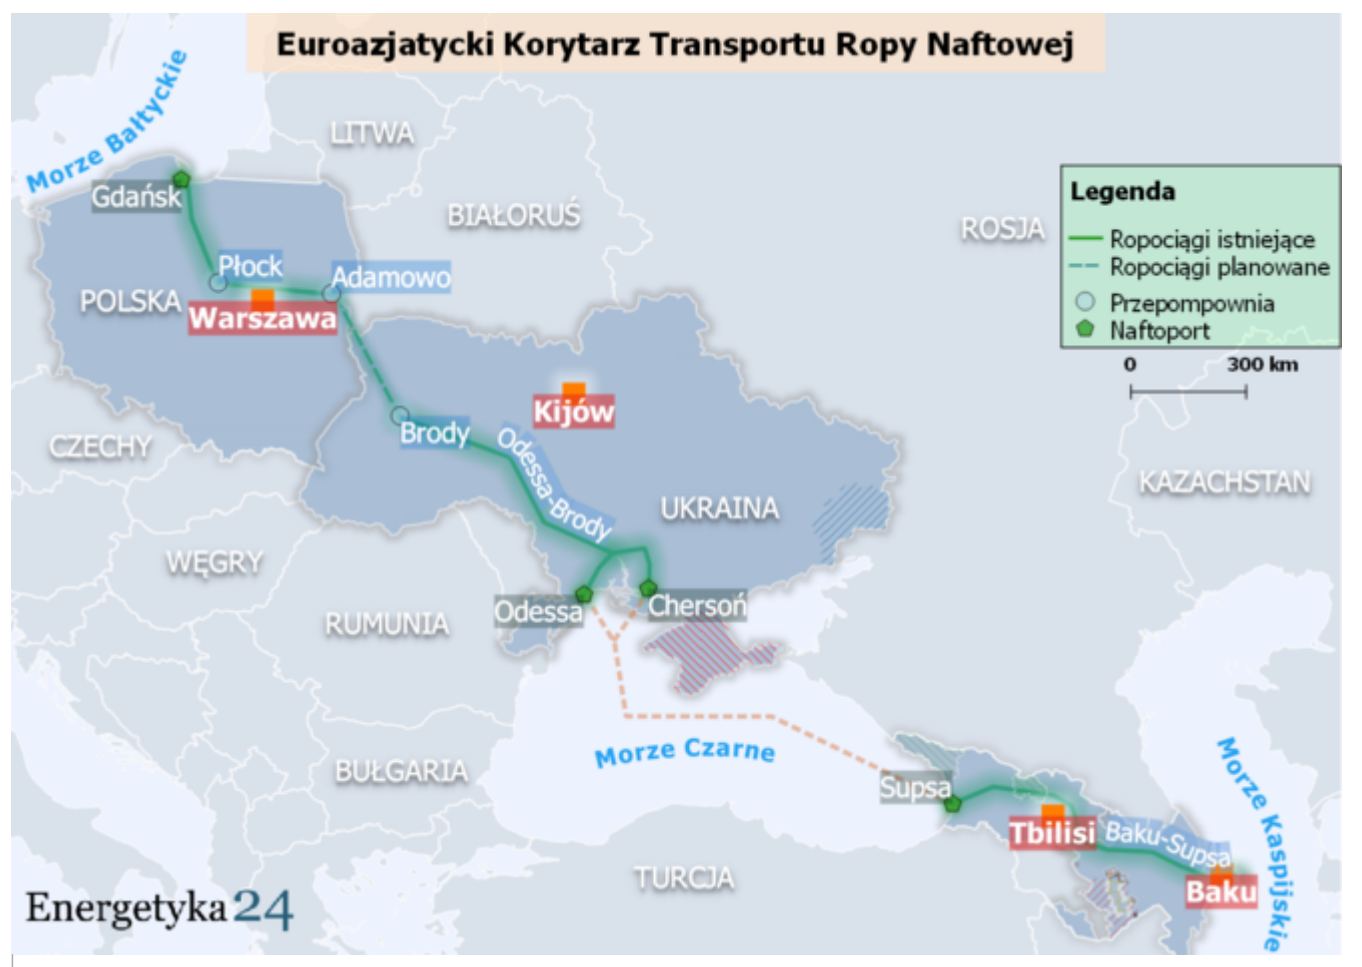 Euroazjatycki Korytarz Transportu Ropy Naftowej
Morze Bałtyckie
LITWA
Gdańsk
BIAŁORUŚ
ROSJA
Legenda
Ropociągi istniejące
Ropociągi planowane
Przepompownia
Naftoport
0 300 km
Płock
Adamowo
POLSKA
Warszawa
Kijów
Brody
Odessa-Brody
CZECHY
KAZACHSTAN
UKRAINA
WĘGRY
Odessa
Chersoń
RUMUNIA
Morze Czarne
BUŁGARIA
Supsa
Tbilisi
Baku-Supsa
Baku
Morze Kaspijskie
TURCJA
Energetyka 24